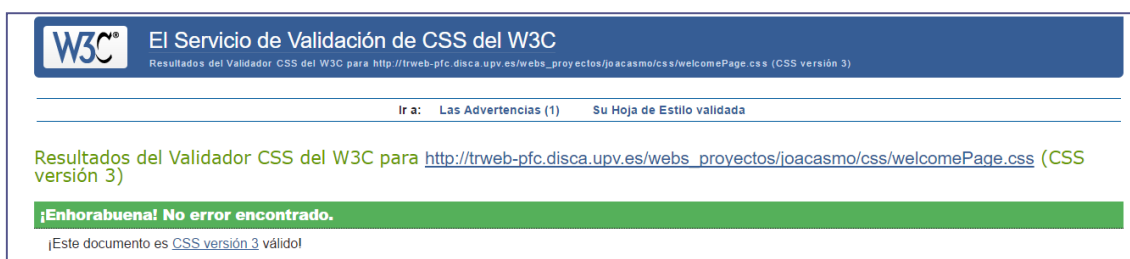 W3C®
El Servicio de Validación de CSS del W3C
Resultados del Validador CSS del W3C para http://trweb-pfc.disca.upv.es/webs_proyectos/joacasmo/css/welcomePage.css (CSS versión 3)
Ir a: Las Advertencias (1) Su Hoja de Estilo validada
Resultados del Validador CSS del W3C para http://trweb-pfc.disca.upv.es/webs_proyectos/joacasmo/css/welcomePage.css (CSS
versión 3)
¡Enhorabuena! No error encontrado.
¡Este documento es CSS versión 3 válido!